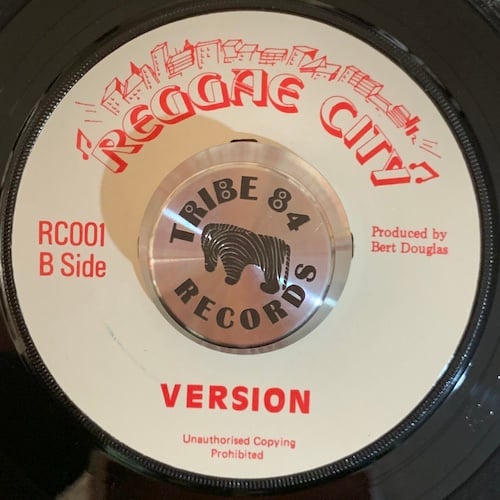 REGGAE CITY
TRIBE 84
RECORDS
RC001
B Side
Produced by
Bert Douglas
VERSION
Unauthorised Copying
Prohibited